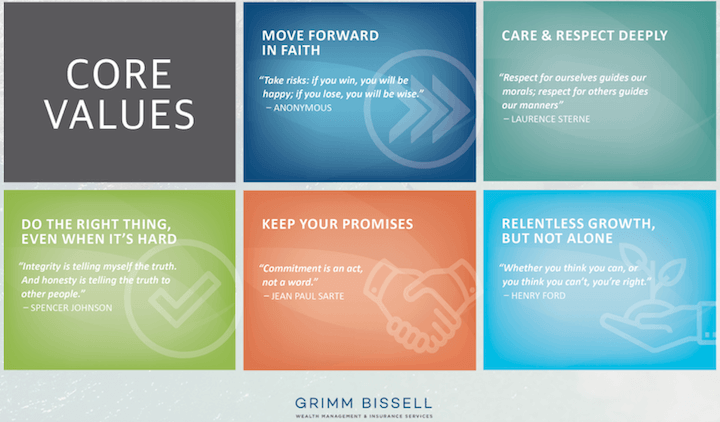 CORE
VALUES
MOVE FORWARD
IN FAITH
“Take risks: if you win, you will be
happy; if you lose, you will be wise.”
– ANONYMOUS
CARE & RESPECT DEEPLY
“Respect for ourselves guides our
morals; respect for others guides
our manners”
– LAURENCE STERNE
DO THE RIGHT THING,
EVEN WHEN IT’S HARD
“Integrity is telling myself the truth.
And honesty is telling the truth to
other people.”
– SPENCER JOHNSON
KEEP YOUR PROMISES
“Commitment is an act,
not a word.”
– JEAN PAUL SARTE
RELENTLESS GROWTH,
BUT NOT ALONE
“Whether you think you can, or
you think you can’t, you’re right.”
– HENRY FORD
GRIMM BISSELL
WEALTH MANAGEMENT & INSURANCE SERVICES